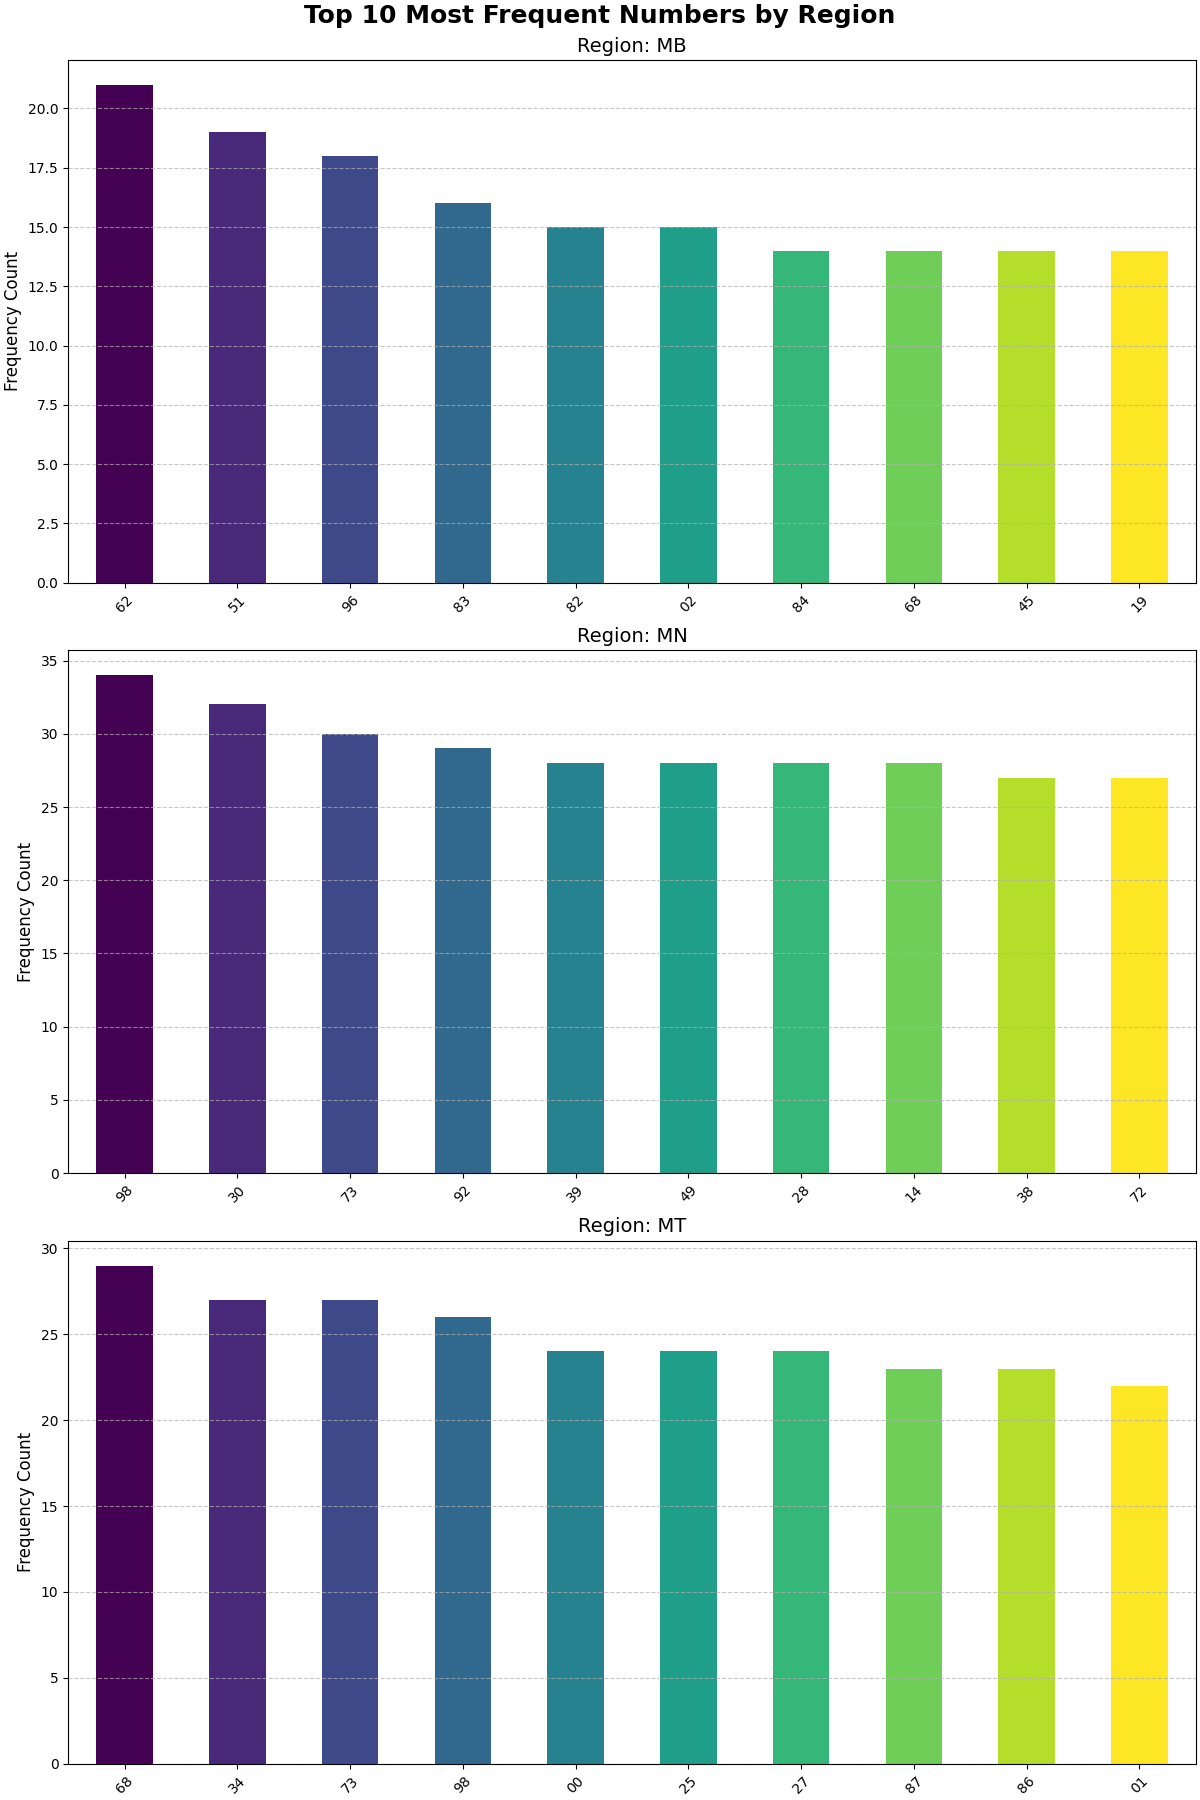 Top 10 Most Frequent Numbers by Region
Region: MB
Frequency Count
20.0
17.5
15.0
12.5
10.0
7.5
5.0
2.5
0.0
62 51 96 83 82 02 84 68 45 19
Region: MN
Frequency Count
35
30
25
20
15
10
5
0
98 30 73 92 39 49 28 14 38 72
Region: MT
Frequency Count
30
25
20
15
10
5
0
68 34 73 98 00 25 27 87 86 01